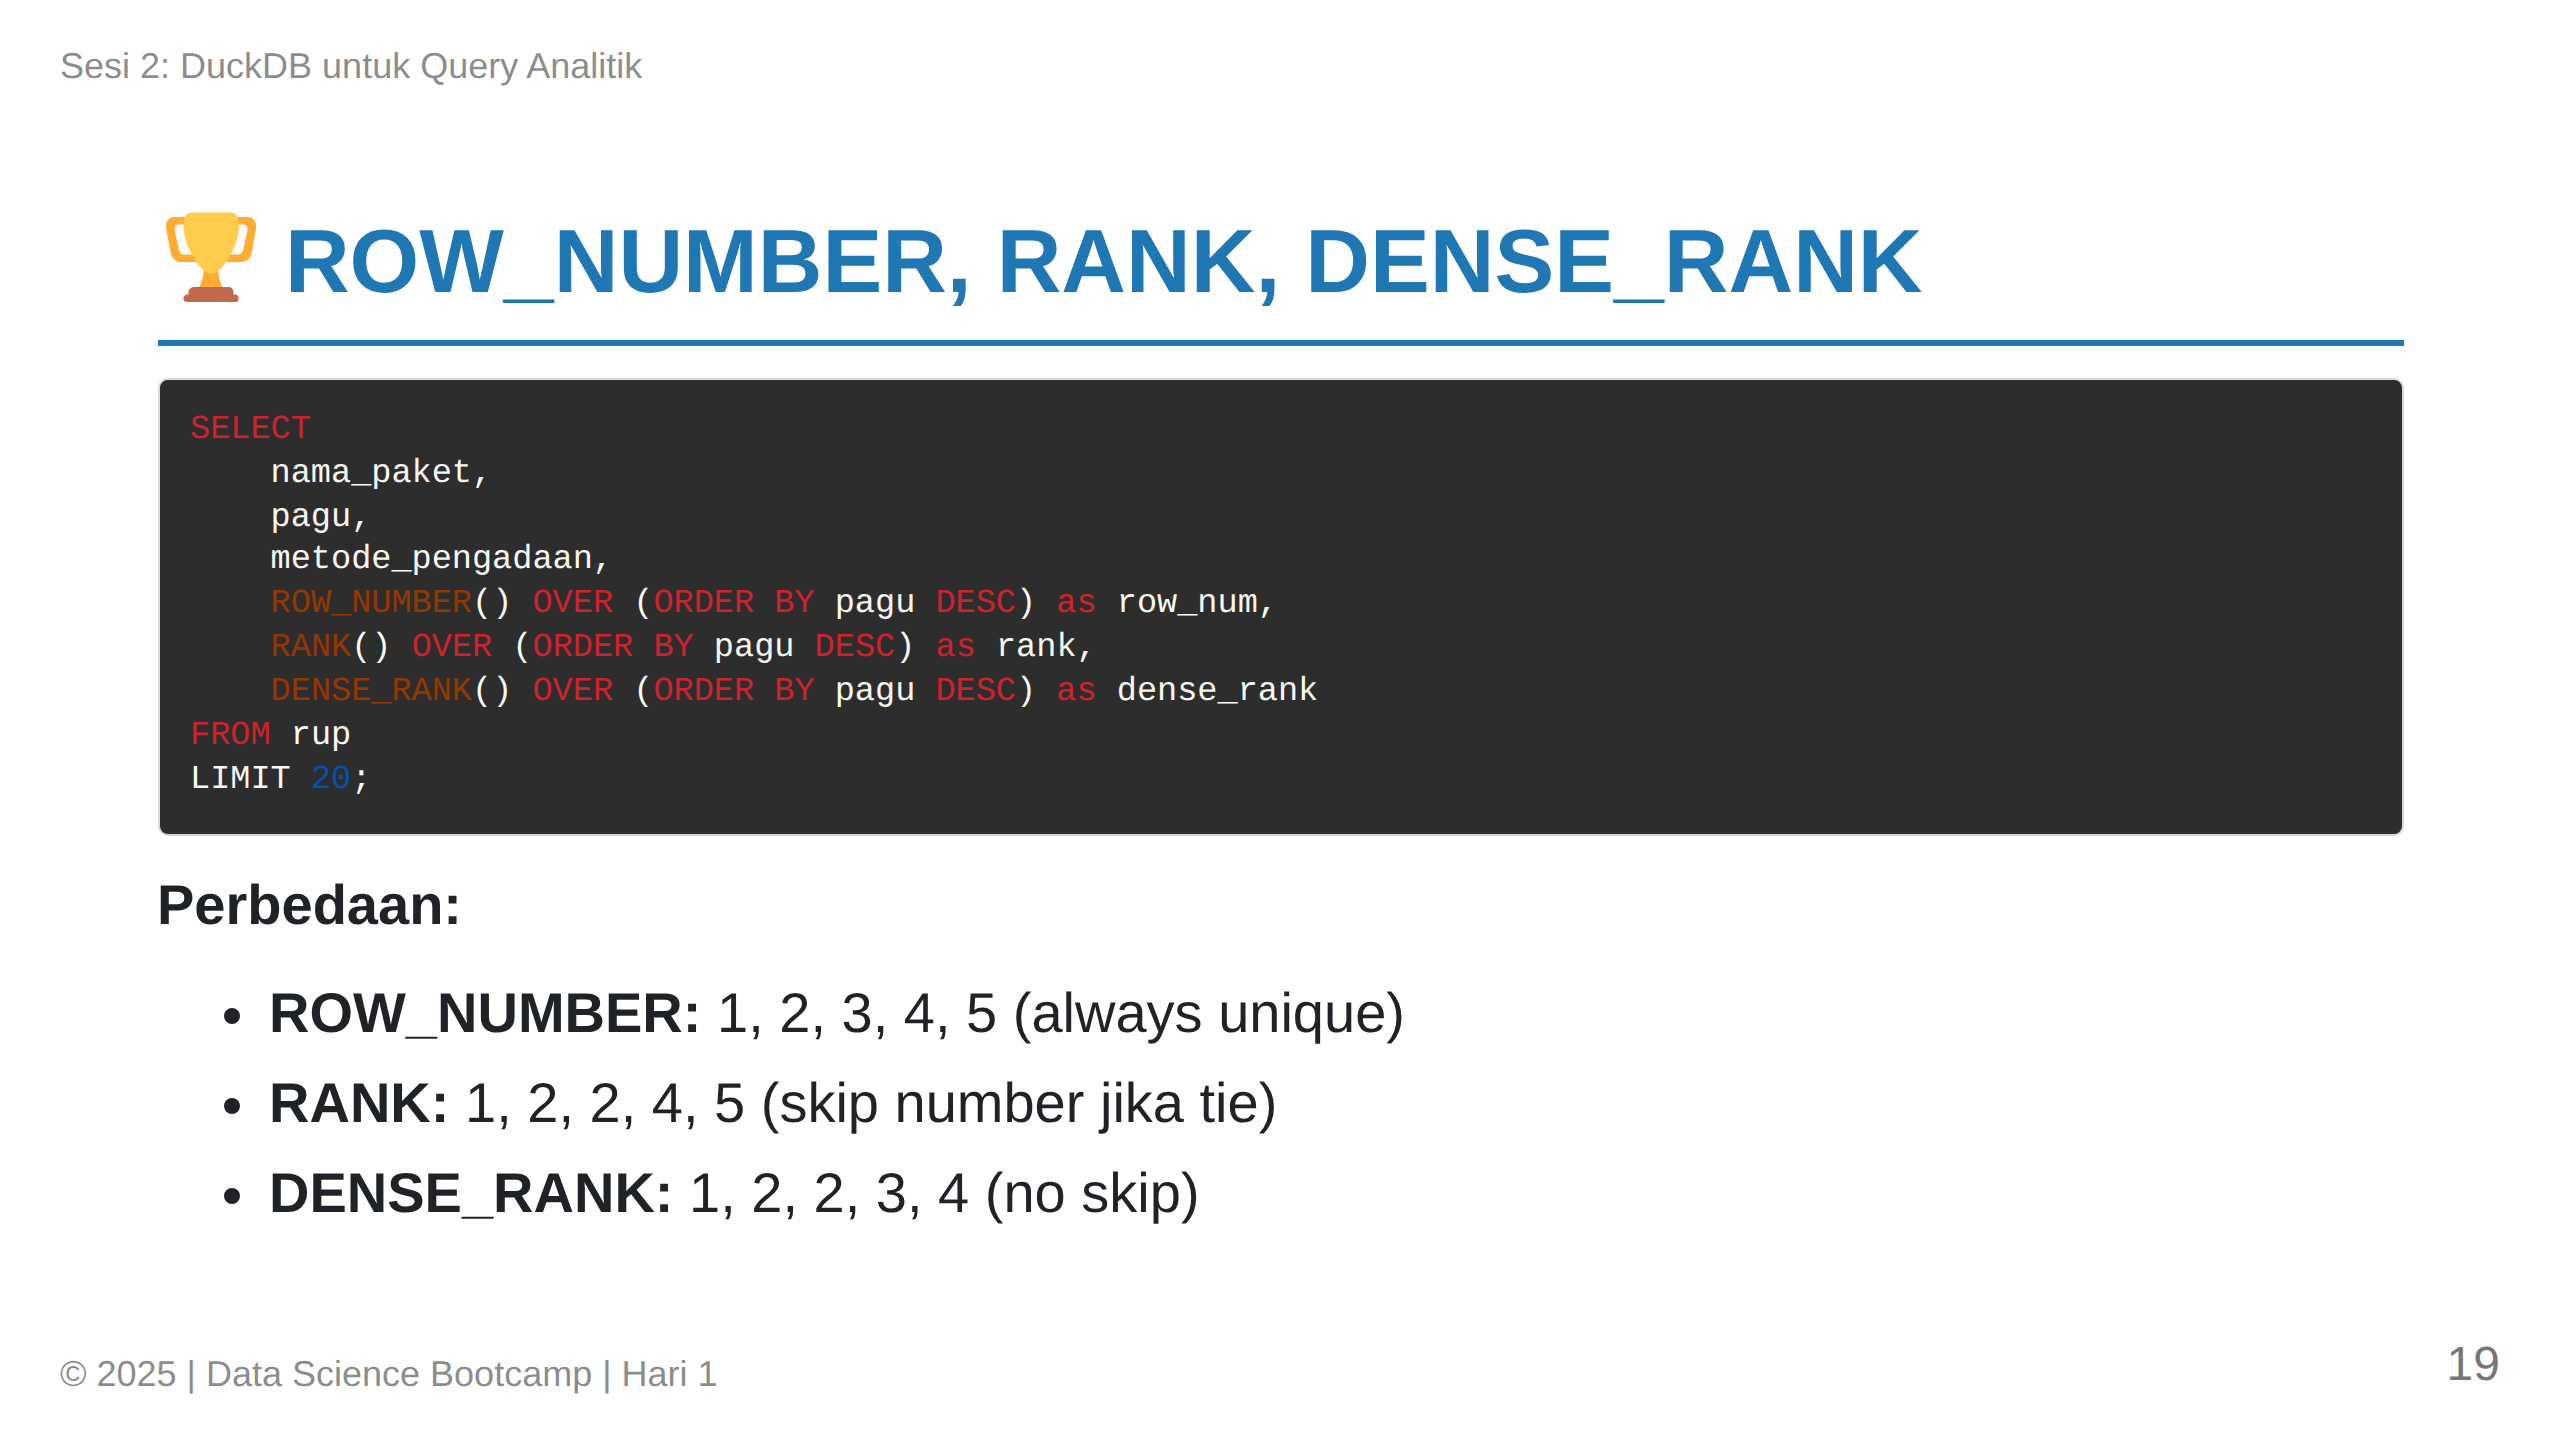 Sesi 2: DuckDB untuk Query Analitik
🏆 ROW_NUMBER, RANK, DENSE_RANK
SELECT
    nama_paket,
    pagu,
    metode_pengadaan,
    ROW_NUMBER() OVER (ORDER BY pagu DESC) as row_num,
    RANK() OVER (ORDER BY pagu DESC) as rank,
    DENSE_RANK() OVER (ORDER BY pagu DESC) as dense_rank
FROM rup
LIMIT 20;
Perbedaan:
• ROW_NUMBER: 1, 2, 3, 4, 5 (always unique)
• RANK: 1, 2, 2, 4, 5 (skip number jika tie)
• DENSE_RANK: 1, 2, 2, 3, 4 (no skip)
© 2025 | Data Science Bootcamp | Hari 1
19